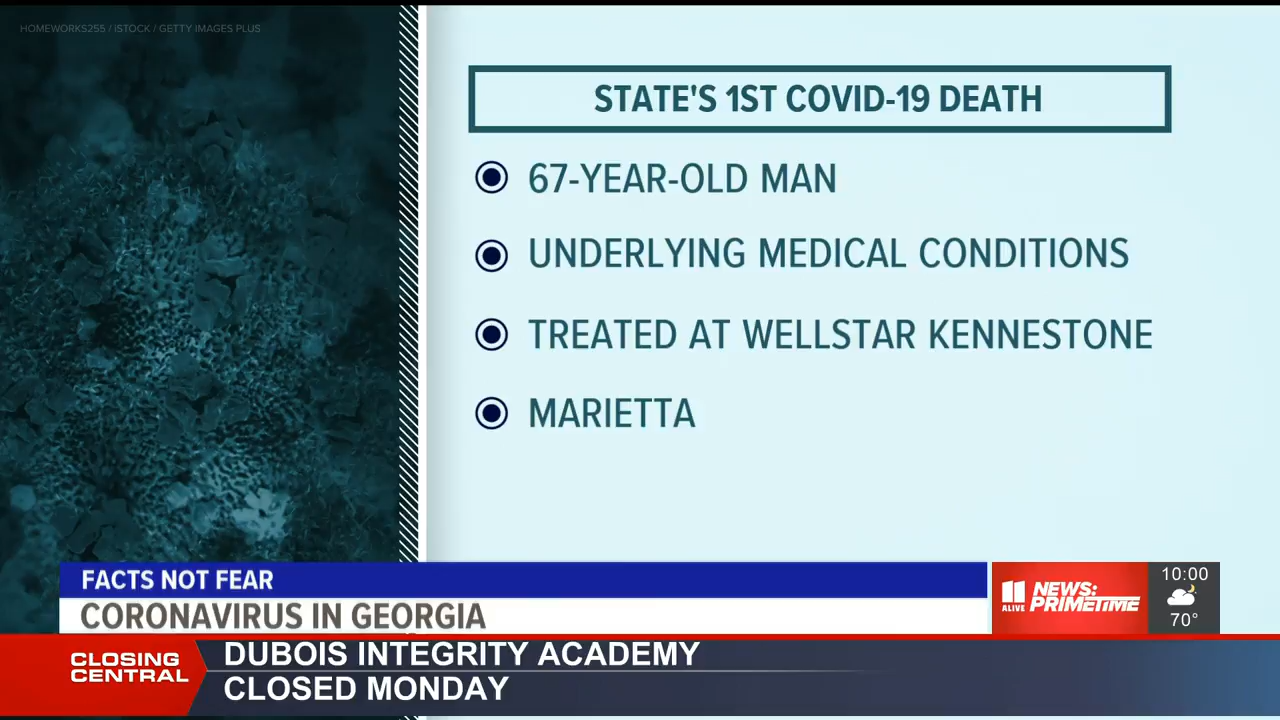 HOMEWORKS255 / iSTOCK / GETTY IMAGES PLUS
STATE'S 1ST COVID-19 DEATH
67-YEAR-OLD MAN
UNDERLYING MEDICAL CONDITIONS
TREATED AT WELLSTAR KENNESTONE
MARIETTA
FACTS NOT FEAR
CORONAVIRUS IN GEORGIA
11 ALIVE
NEWS:
PRIMETIME
10:00
70°
CLOSING
CENTRAL
DUBOIS INTEGRITY ACADEMY
CLOSED MONDAY